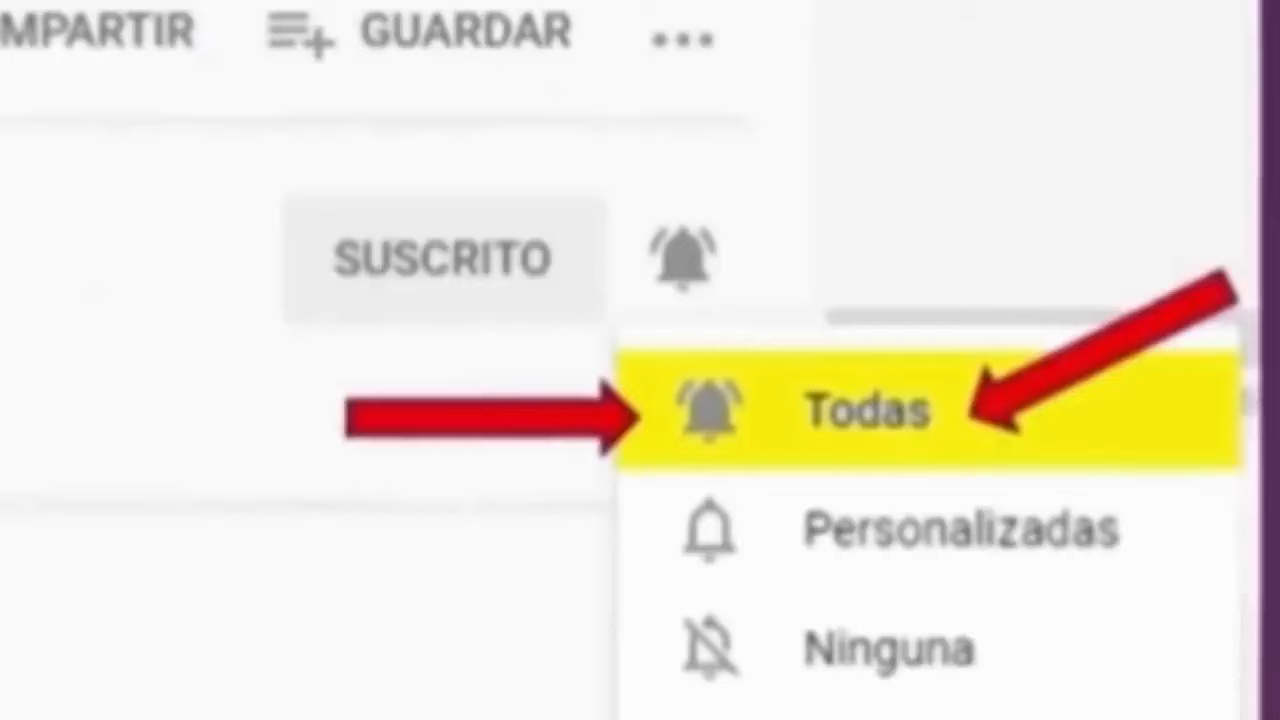 MPARTIR GUARDAR
SUSCRITO
Todas
Personalizadas
Ninguna